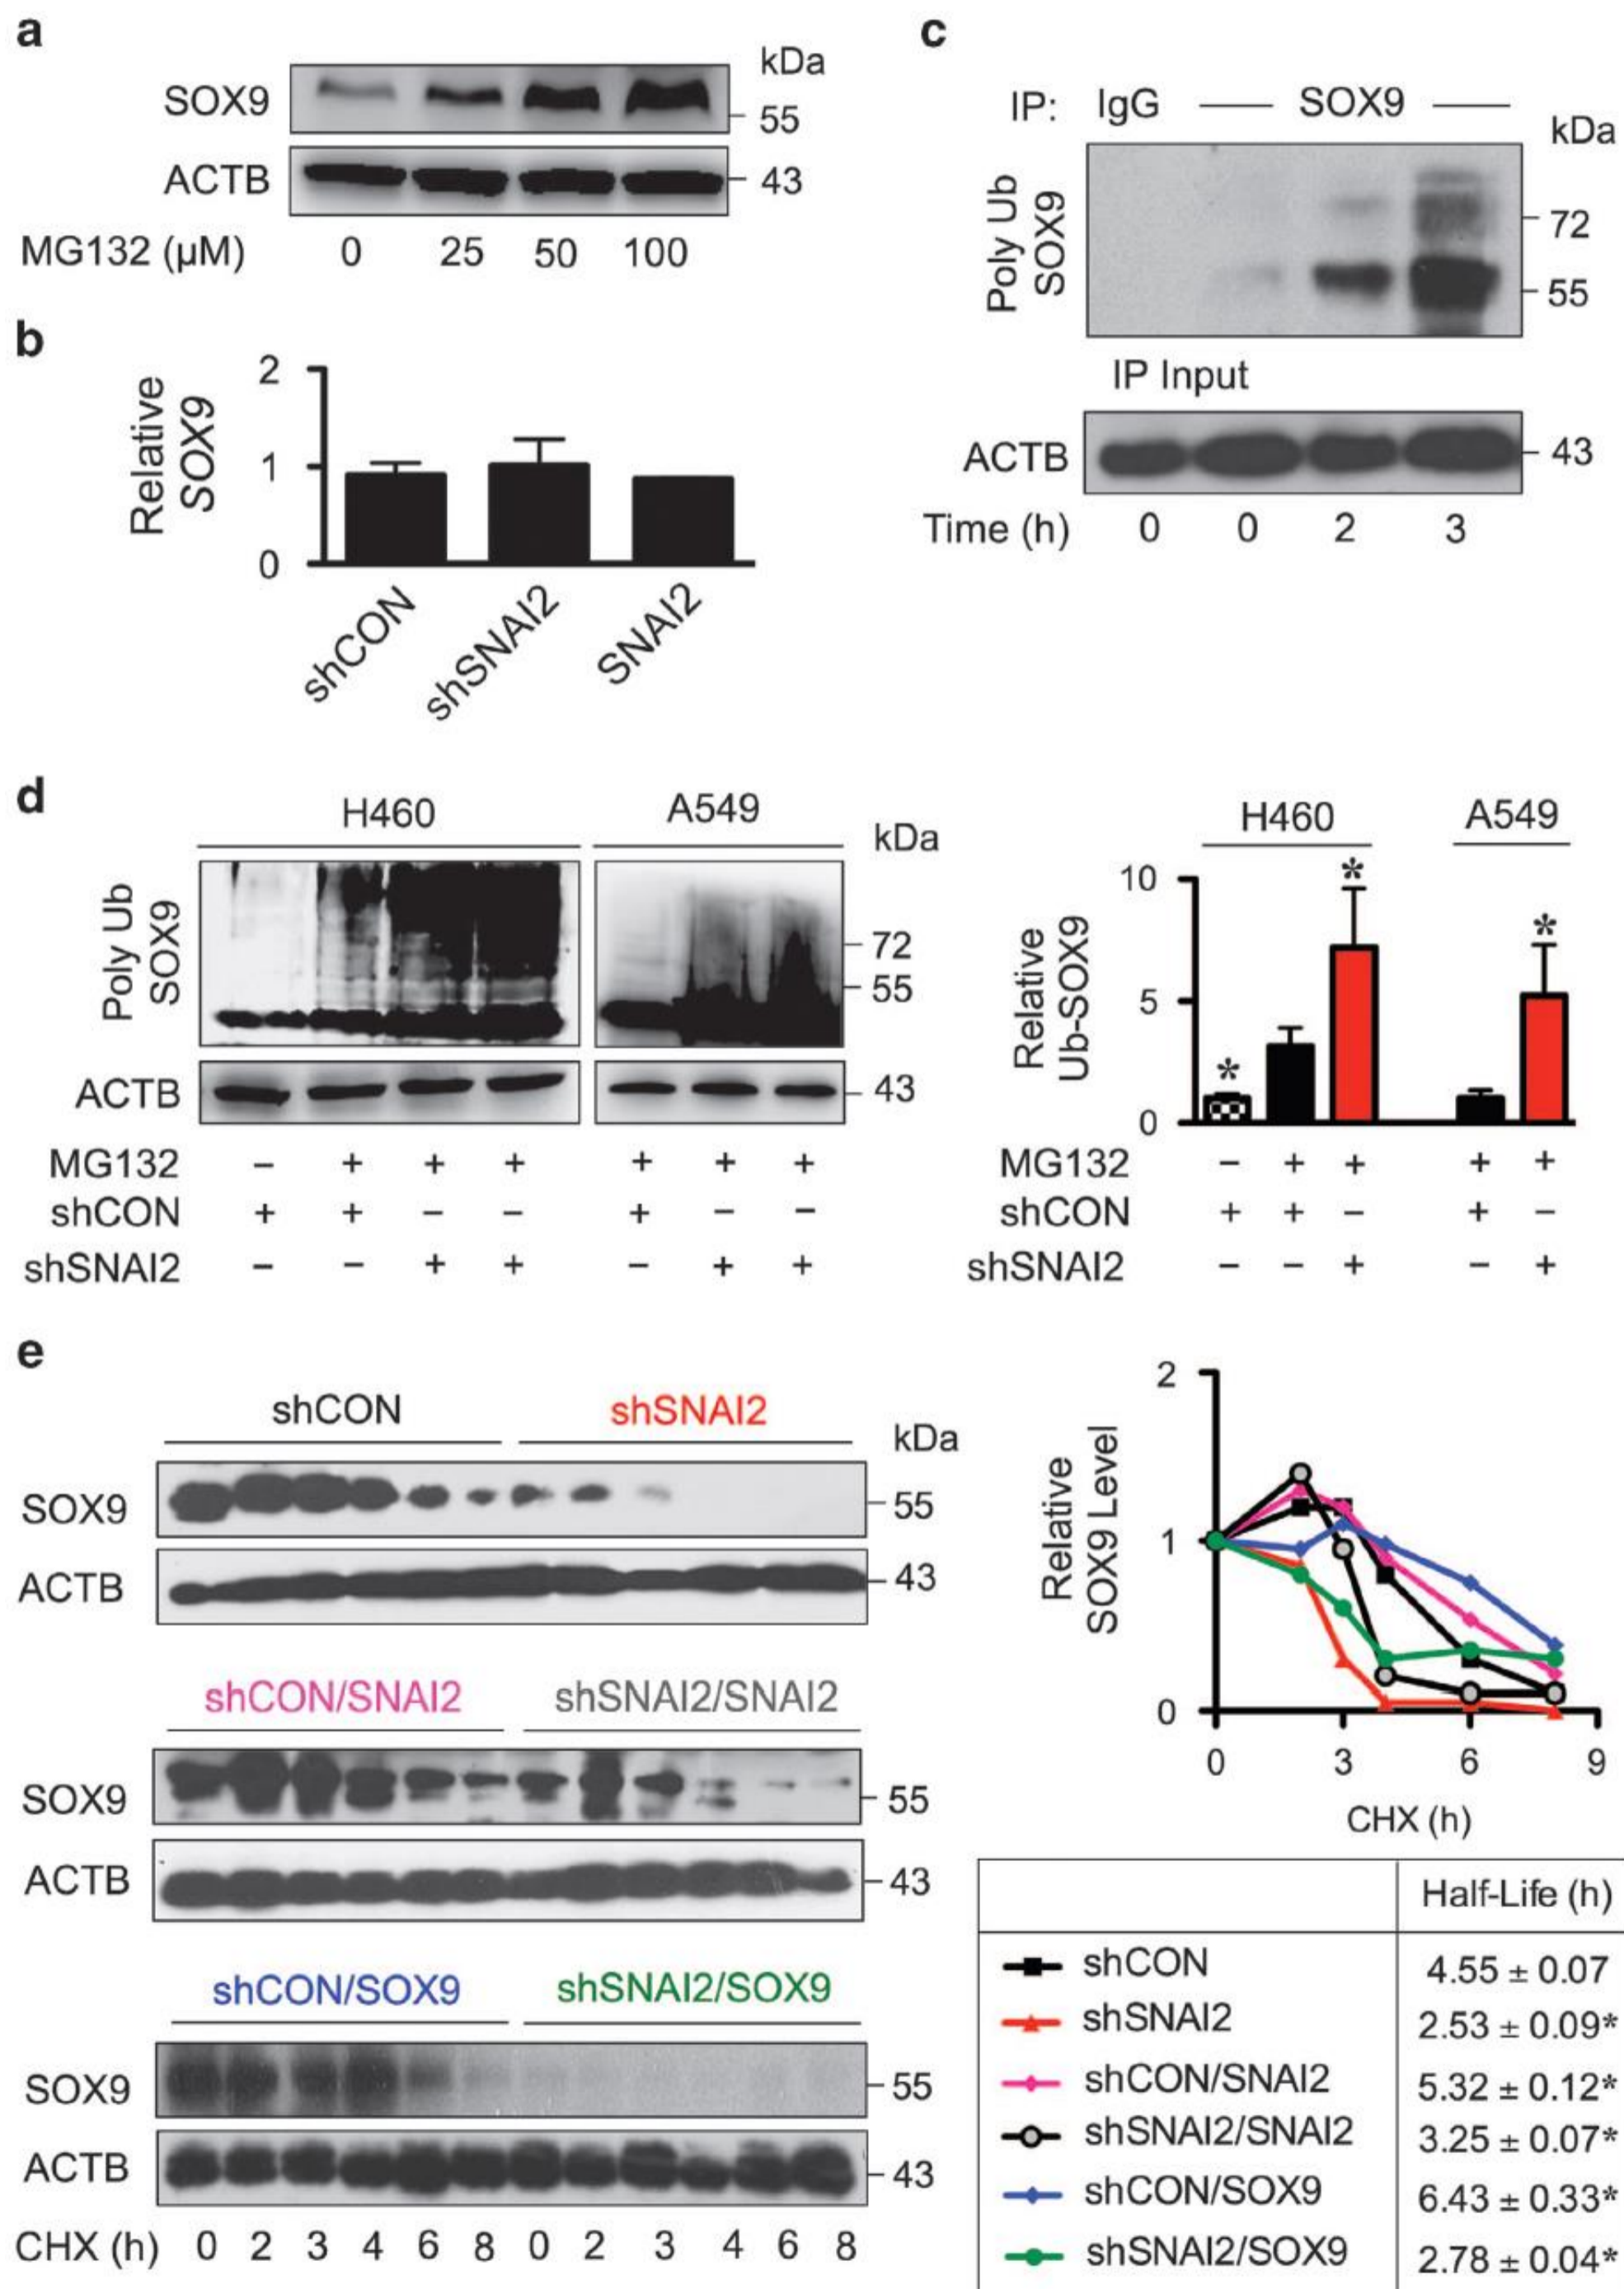 a
kDa
SOX9
55
ACTB
43
MG132 (µM) 0 25 50 100
b
Relative
SOX9
2
1
0
shCON
shSNAI2
SNAI2
c
IP: IgG SOX9
kDa
Poly Ub
SOX9
72
55
IP Input
ACTB
43
Time (h) 0 0 2 3
d
H460 A549
kDa
Poly Ub
SOX9
72
55
ACTB
43
MG132 – + + + + + +
shCON + + – – + – –
shSNAI2 – – + + – + +
H460 A549
Relative
Ub-SOX9
10
5
0
* * *
MG132 – + + + +
shCON + + – + –
shSNAI2 – – + – +
e
shCON shSNAI2
kDa
SOX9
55
ACTB
43
shCON/SNAI2 shSNAI2/SNAI2
SOX9
55
ACTB
43
shCON/SOX9 shSNAI2/SOX9
SOX9
55
ACTB
43
CHX (h) 0 2 3 4 6 8 0 2 3 4 6 8
Relative
SOX9 Level
2
1
0
0 3 6 9
CHX (h)
Half-Life (h)
shCON 4.55 ± 0.07
shSNAI2 2.53 ± 0.09*
shCON/SNAI2 5.32 ± 0.12*
shSNAI2/SNAI2 3.25 ± 0.07*
shCON/SOX9 6.43 ± 0.33*
shSNAI2/SOX9 2.78 ± 0.04*